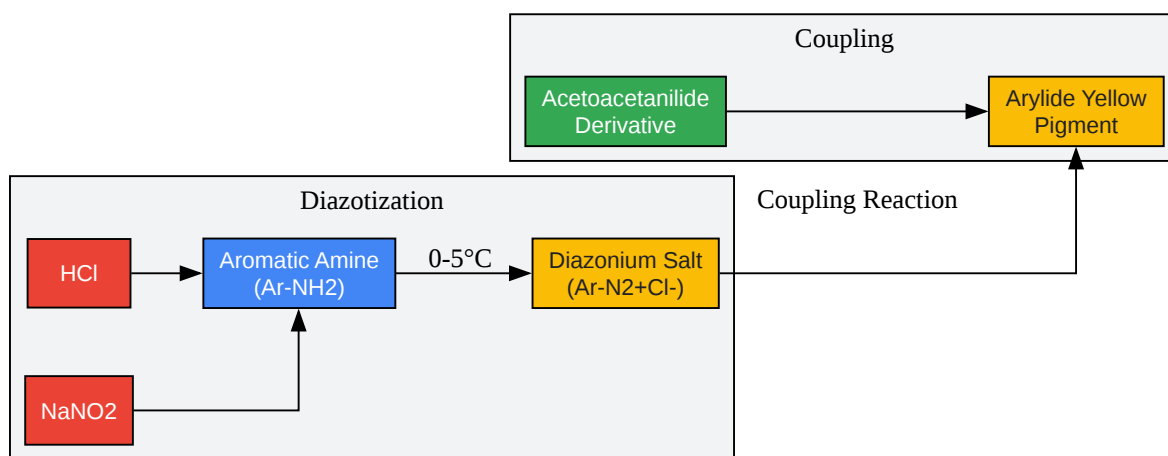 Coupling
Acetoacetanilide
Derivative
Arylide Yellow
Pigment
Diazotization
Coupling Reaction
HCl
Aromatic Amine
(Ar-NH2)
0-5°C
Diazonium Salt
(Ar-N2+Cl-)
NaNO2